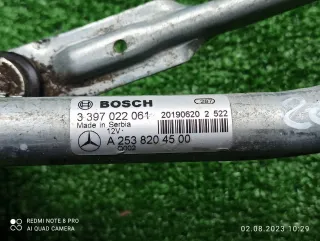 BOSCH
3 397 022 061 20190620 2 522
Made in Serbia
12V
A 253 820 45 00
REDMI NOTE 8 PRO
AI QUAD CAMERA
02.08.2023 10:29